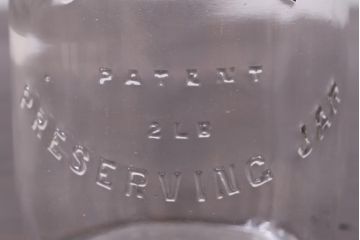 PATENT
2LB
PRESERVING JAR